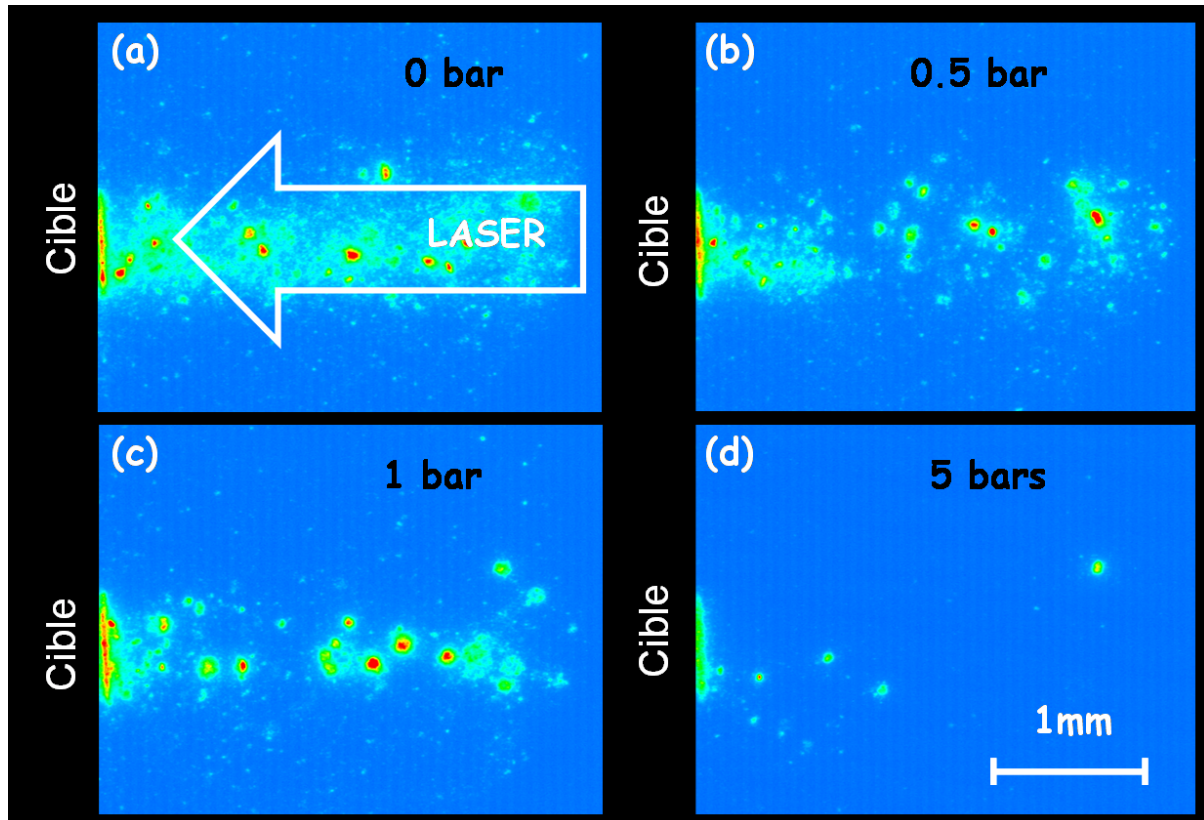 (a)
0 bar
Cible
LASER
(b)
0.5 bar
Cible
(c)
1 bar
Cible
(d)
5 bars
Cible
1mm